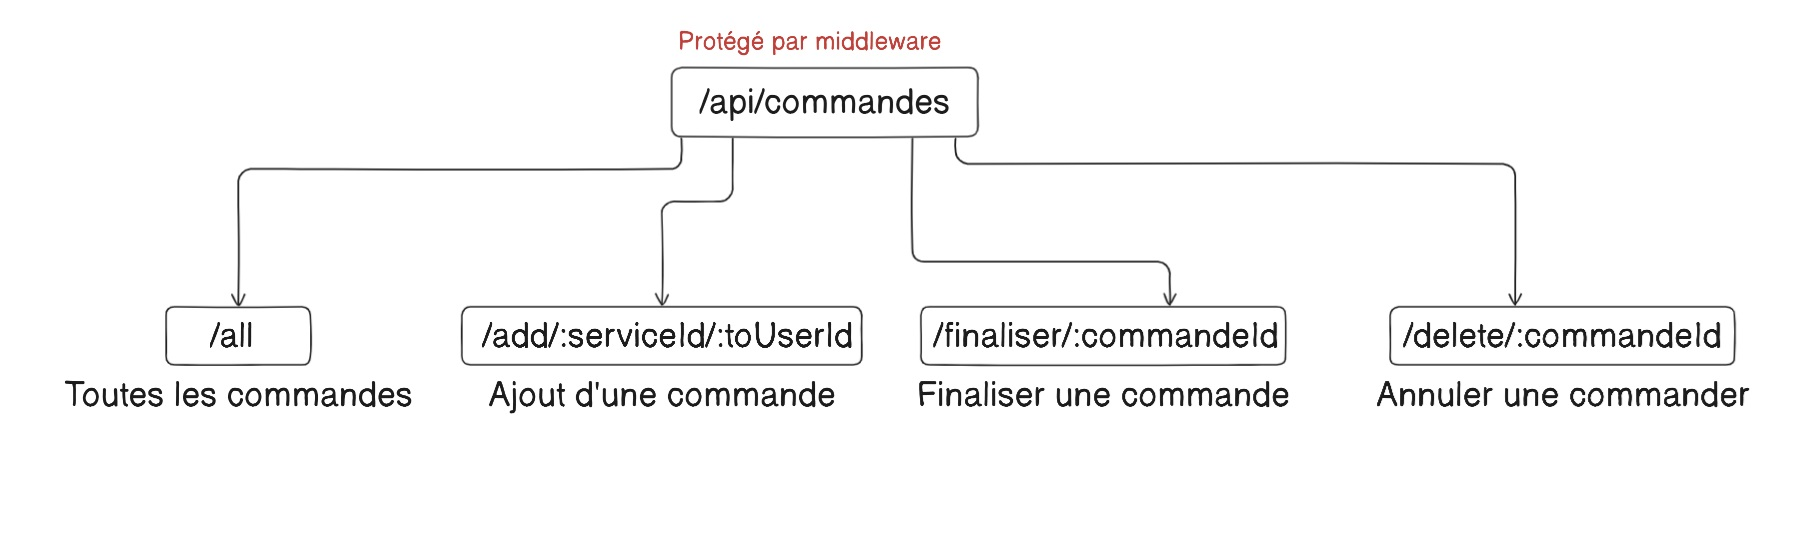 Protégé par middleware
/api/commandes
/all
/add/:serviceId/:toUserId
/finaliser/:commandeId
/delete/:commandeId
Toutes les commandes
Ajout d'une commande
Finaliser une commande
Annuler une commander